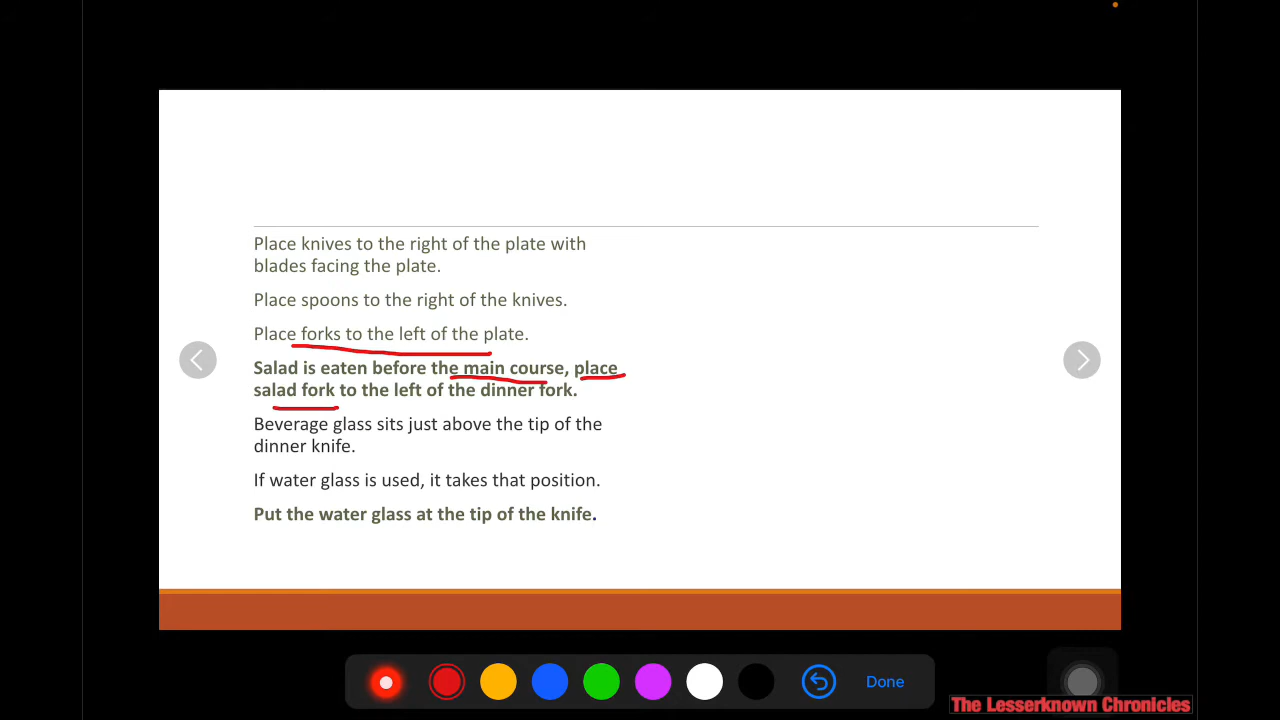 Place knives to the right of the plate with
blades facing the plate.
Place spoons to the right of the knives.
Place forks to the left of the plate.
Salad is eaten before the main course, place
salad fork to the left of the dinner fork.
Beverage glass sits just above the tip of the
dinner knife.
If water glass is used, it takes that position.
Put the water glass at the tip of the knife.
Done
The Lesserknown Chronicles